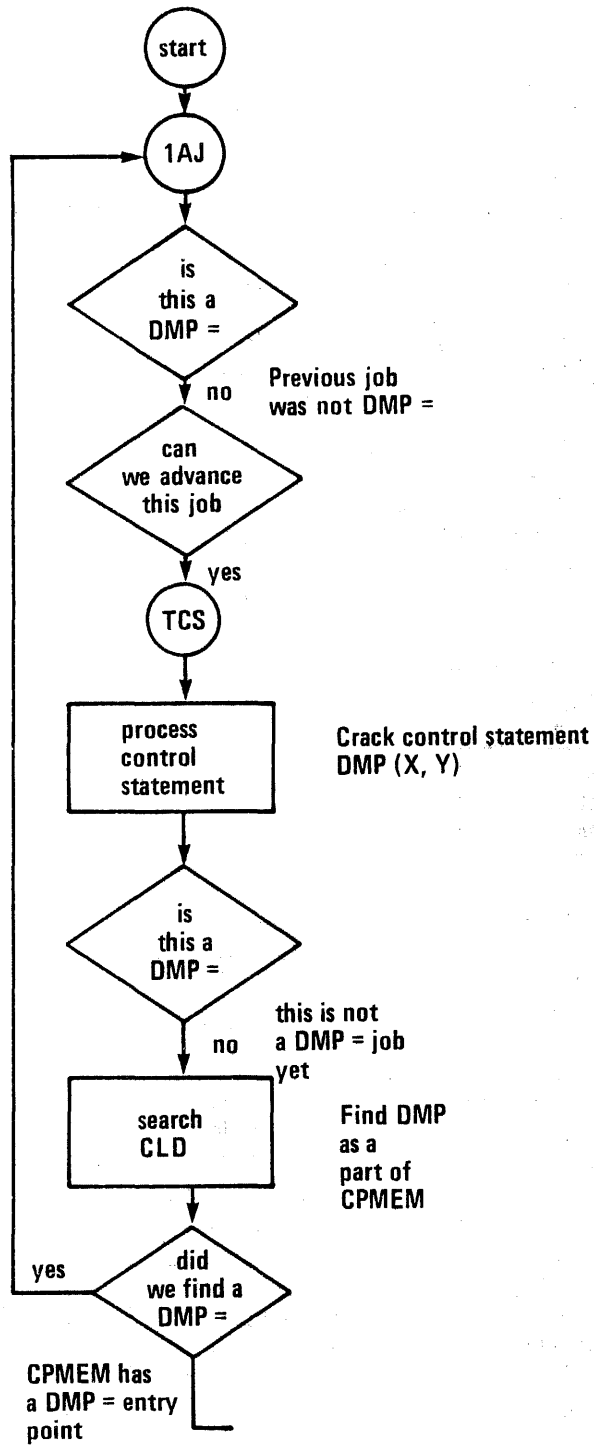 start
1AJ
is
this a
DMP =
no
Previous job
was not DMP =
can
we advance
this job
yes
TCS
process
control
statement
Crack control statement
DMP (X, Y)
is
this a
DMP =
no
this is not
a DMP = job
yet
search
CLD
Find DMP
as a
part of
CPMEM
did
we find a
DMP =
yes
CPMEM has
a DMP = entry
point